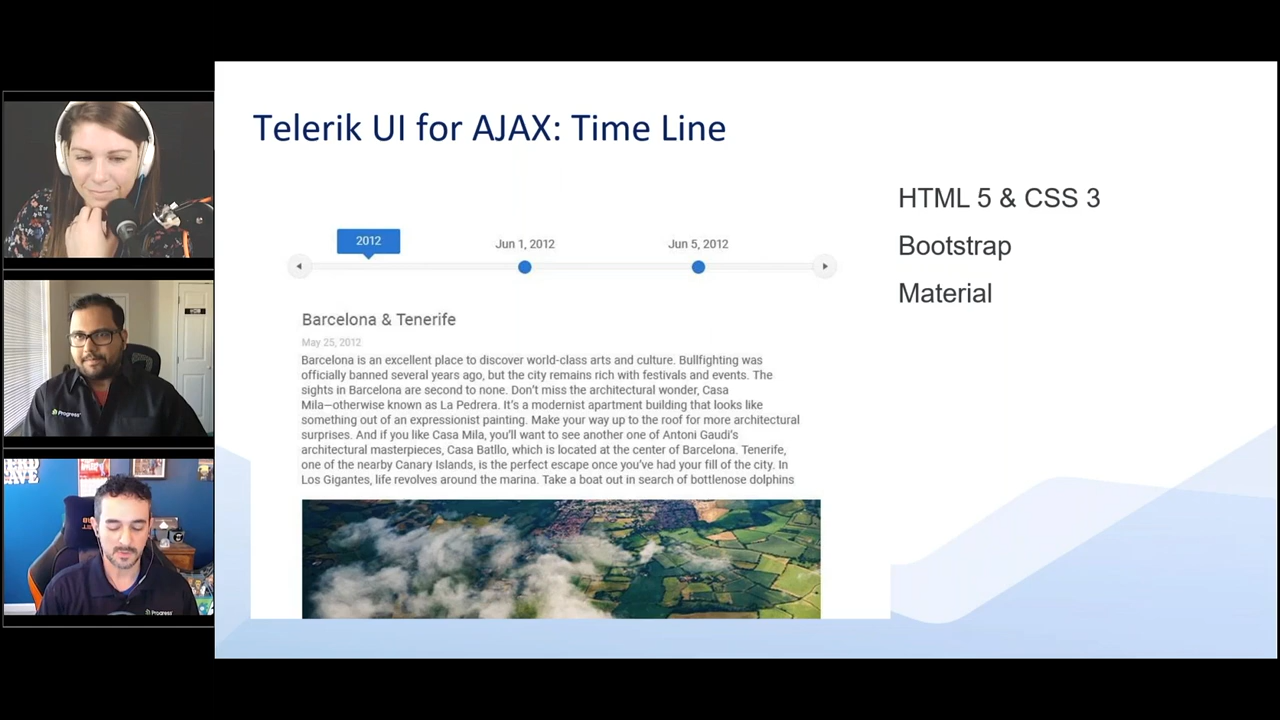 Telerik UI for AJAX: Time Line
HTML 5 & CSS 3
Bootstrap
Material
2012
Jun 1, 2012
Jun 5, 2012
Barcelona & Tenerife
May 25, 2012
Barcelona is an excellent place to discover world-class arts and culture. Bullfighting was
officially banned several years ago, but the city remains rich with festivals and events. The
sights in Barcelona are second to none. Don't miss the architectural wonder, Casa
Mila—otherwise known as La Pedrera. It's a modernist apartment building that looks like
something out of an expressionist painting. Make your way up to the roof for more architectural
surprises. And if you like Casa Mila, you'll want to see another one of Antoni Gaudi's
architectural masterpieces, Casa Batllo, which is located at the center of Barcelona. Tenerife,
one of the nearby Canary Islands, is the perfect escape once you've had your fill of the city. In
Los Gigantes, life revolves around the marina. Take a boat out in search of bottlenose dolphins
Progress
Progress